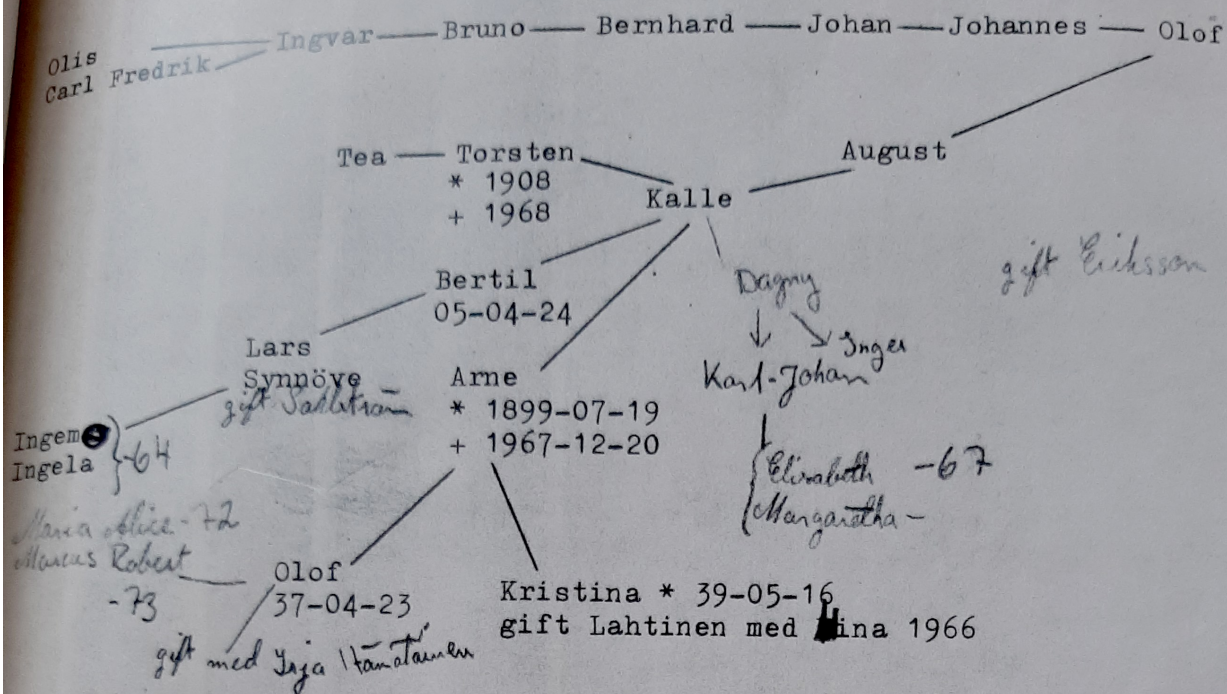 Olis
Carl Fredrik
Ingvar Bruno Bernhard Johan Johannes Olof
August
Tea Torsten
* 1908
+ 1968
Kalle
gift Eriksson
Bertil
05-04-24
Dagny
Inger
Karl-Johan
Elisabeth -67
Margaretha -
Lars
Synnöve
gift Sahlström
Arne
* 1899-07-19
+ 1967-12-20
Ingela
-64
Maria Alice -72
Marcus Robert
-73
Olof
37-04-23
gift med
Kristina * 39-05-16
gift Lahtinen med 1966